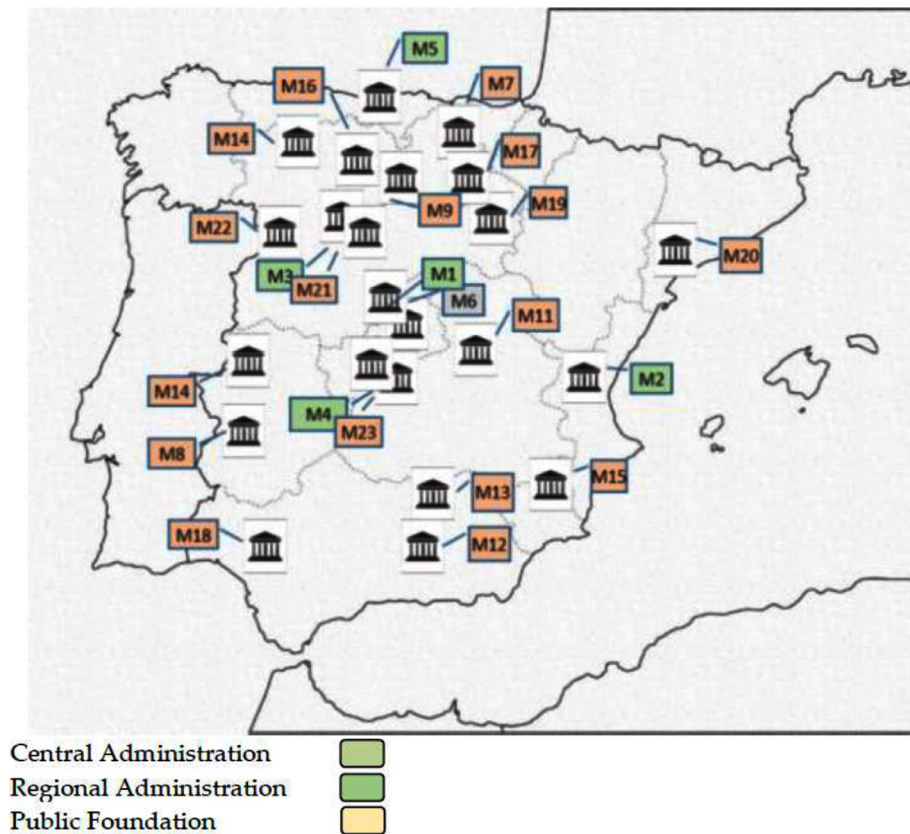 M5
M16
M7
M14
M17
M9
M19
M22
M20
M3
M1
M21
M6
M11
M14
M2
M4
M23
M8
M15
M13
M18
M12
Central Administration
Regional Administration
Public Foundation